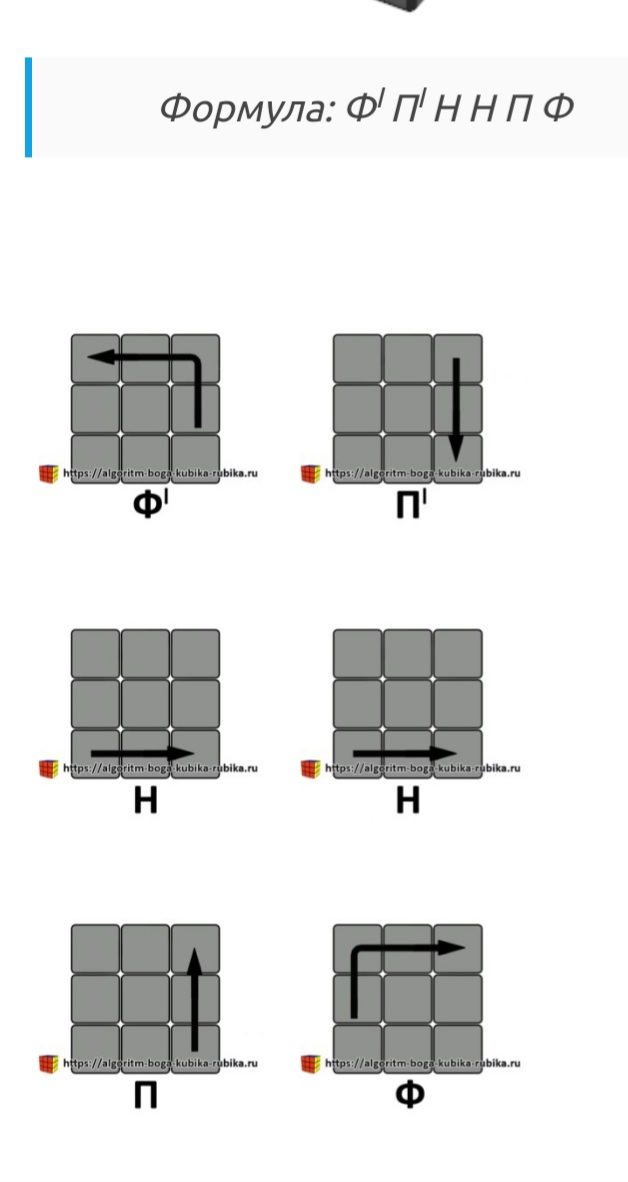 Формула: Ф| П| Н Н П Ф
https://algoritm-boga-kubika-rubika.ru https://algoritm-boga-kubika-rubika.ru
Ф| П|
https://algoritm-boga-kubika-rubika.ru https://algoritm-boga-kubika-rubika.ru
Н Н
https://algoritm-boga-kubika-rubika.ru https://algoritm-boga-kubika-rubika.ru
П Ф